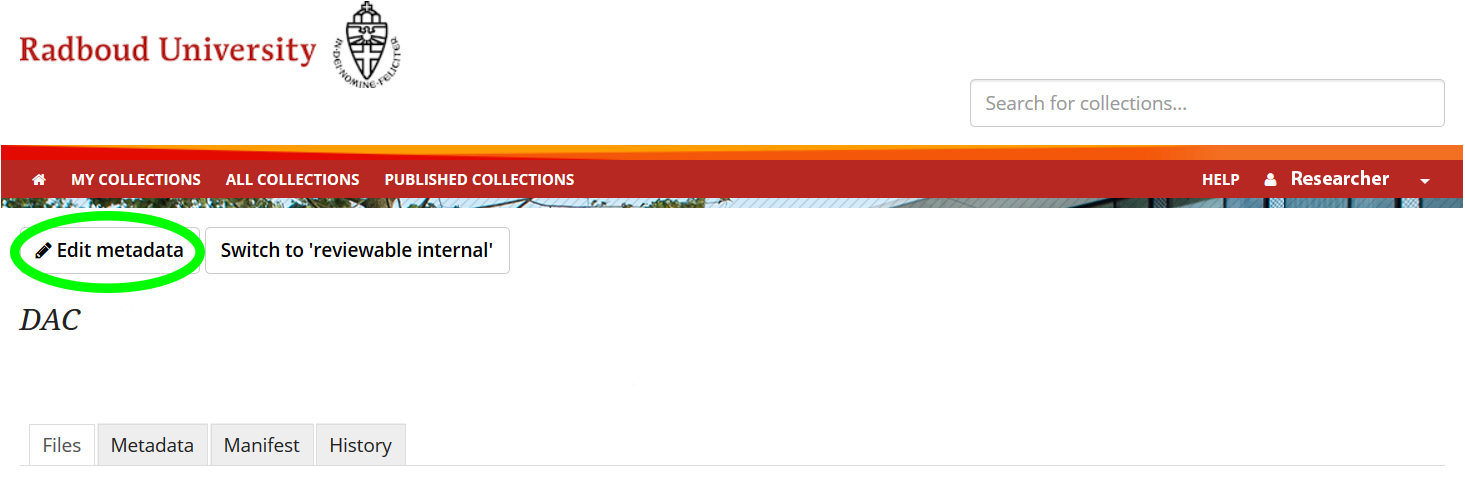 Radboud University
IN·DEI·NOMINE·FELICITER
Search for collections...
MY COLLECTIONS ALL COLLECTIONS PUBLISHED COLLECTIONS HELP Researcher
Edit metadata Switch to 'reviewable internal'
DAC
Files Metadata Manifest History